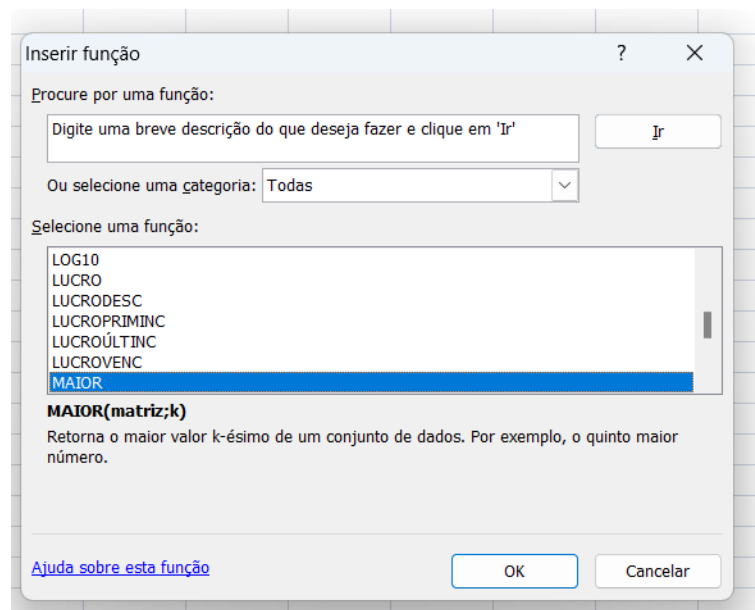 Inserir função
?
Procure por uma função:
Digite uma breve descrição do que deseja fazer e clique em 'Ir'
Ir
Ou selecione uma categoria: Todas
Selecione uma função:
LOG10
LUCRO
LUCRODESC
LUCROPRIMINC
LUCROÚLTINC
LUCROVENC
MAIOR
MAIOR(matriz;k)
Retorna o maior valor k-ésimo de um conjunto de dados. Por exemplo, o quinto maior
número.
Ajuda sobre esta função
OK
Cancelar